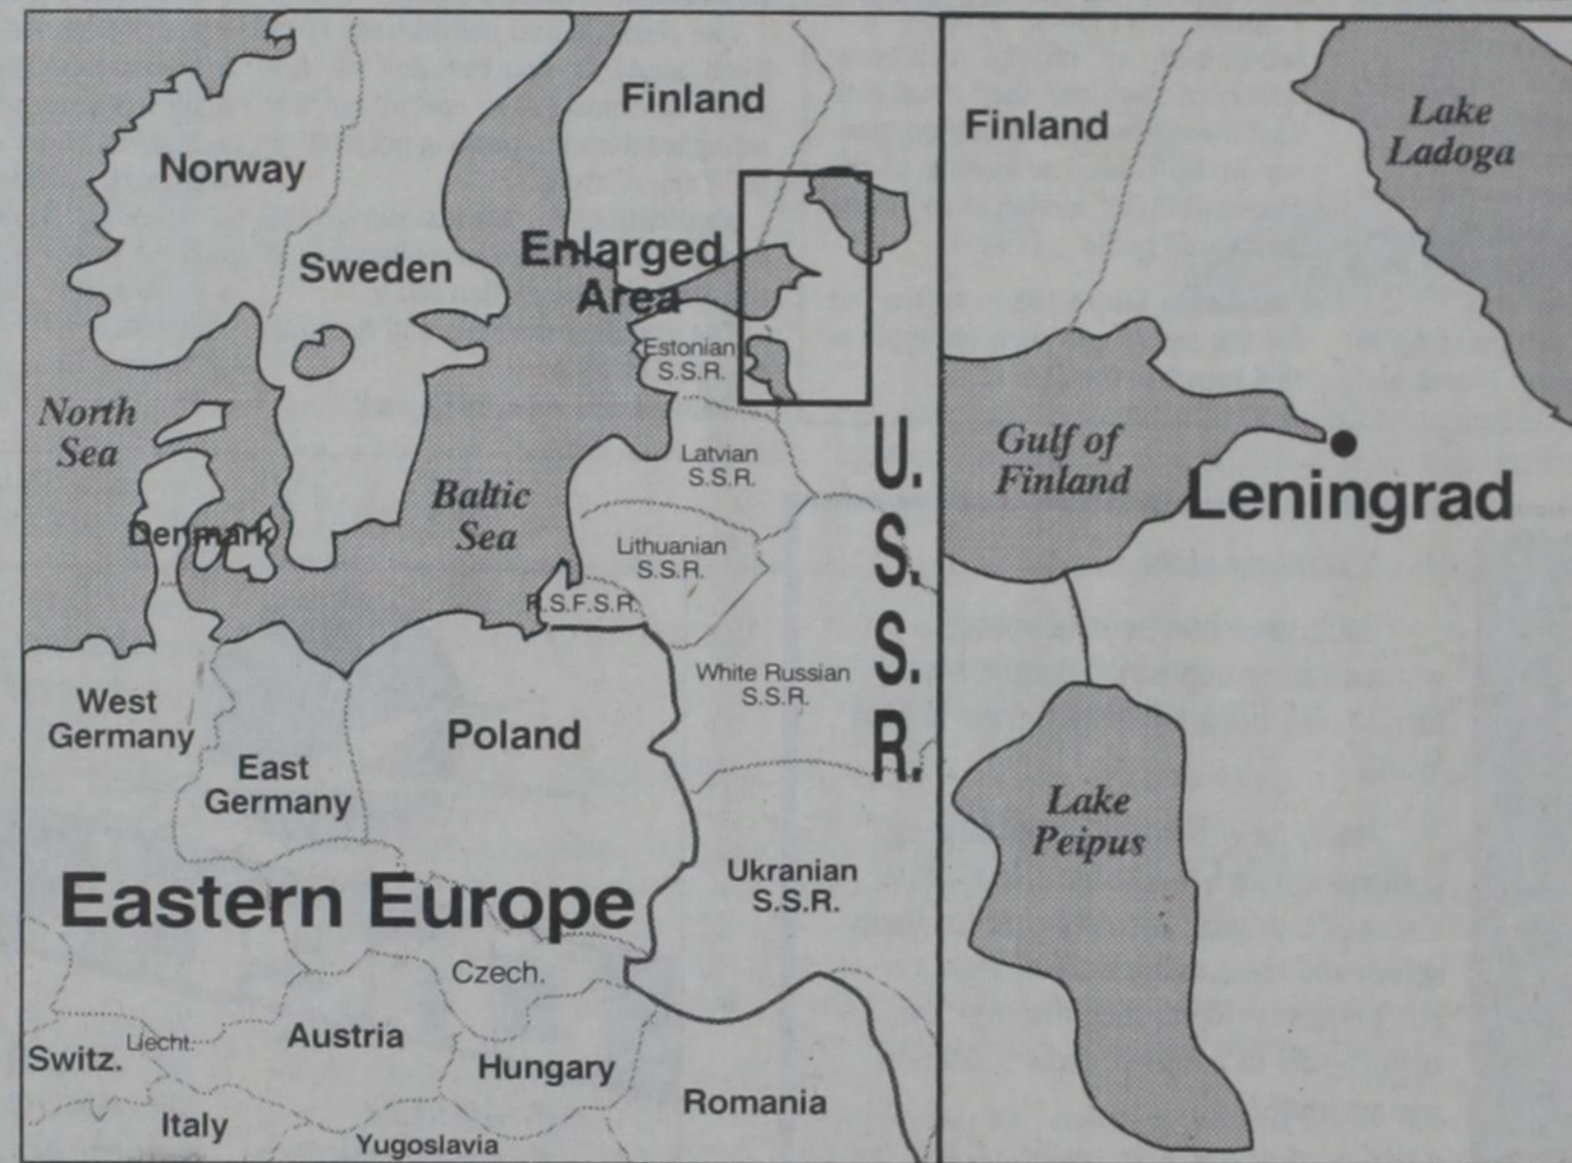 Norway
Sweden
Finland
Enlarged
Area
North
Sea
Denmark
Baltic
Sea
Estonian
S.S.R.
Latvian
S.S.R.
Lithuanian
S.S.R.
R.S.F.S.R.
White Russian
S.S.R.
U.
S.
S.
R.
West
Germany
East
Germany
Poland
Ukranian
S.S.R.
Eastern Europe
Czech.
Switz.
Liecht.
Austria
Hungary
Romania
Italy
Yugoslavia
Finland
Lake
Ladoga
Gulf of
Finland
Leningrad
Lake
Peipus